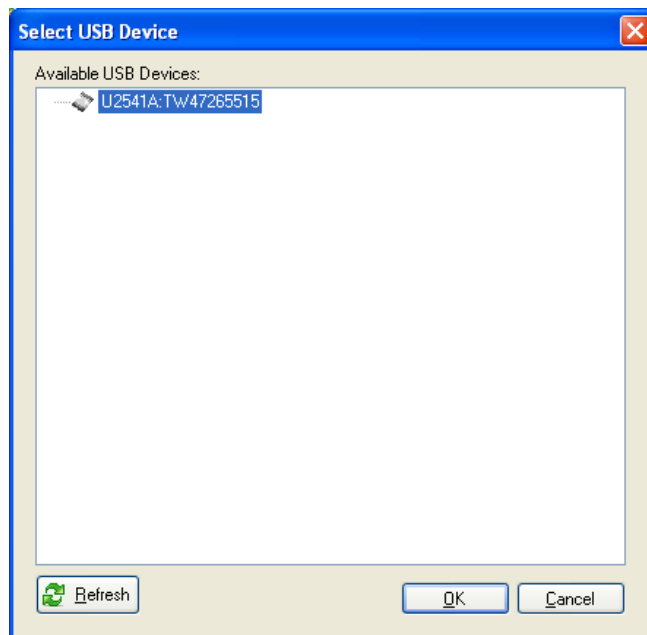 Select USB Device
Available USB Devices:
U2541A:TW47265515
Refresh
OK
Cancel